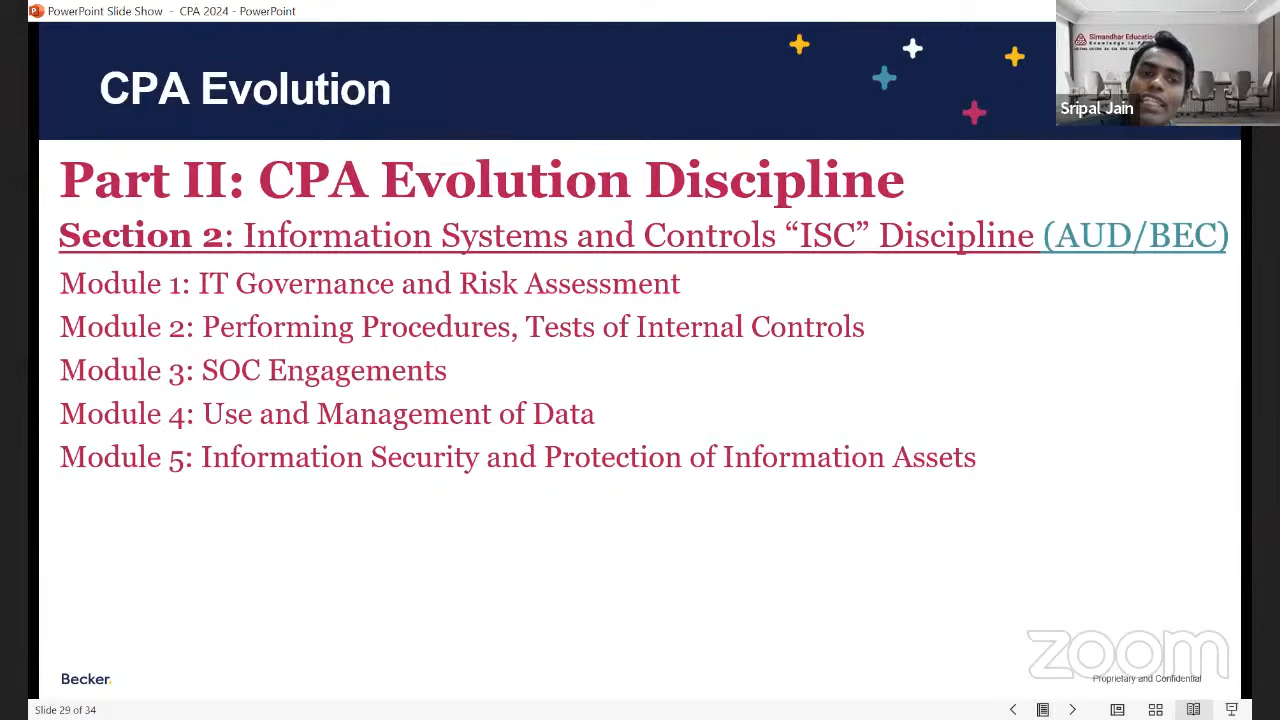 PowerPoint Slide Show - CPA 2024 - PowerPoint
Simandhar Education
Sripal Jain
CPA Evolution
Part II: CPA Evolution Discipline
Section 2: Information Systems and Controls “ISC” Discipline (AUD/BEC)
Module 1: IT Governance and Risk Assessment
Module 2: Performing Procedures, Tests of Internal Controls
Module 3: SOC Engagements
Module 4: Use and Management of Data
Module 5: Information Security and Protection of Information Assets
zoom
Becker.
Proprietary and Confidential
Slide 29 of 34